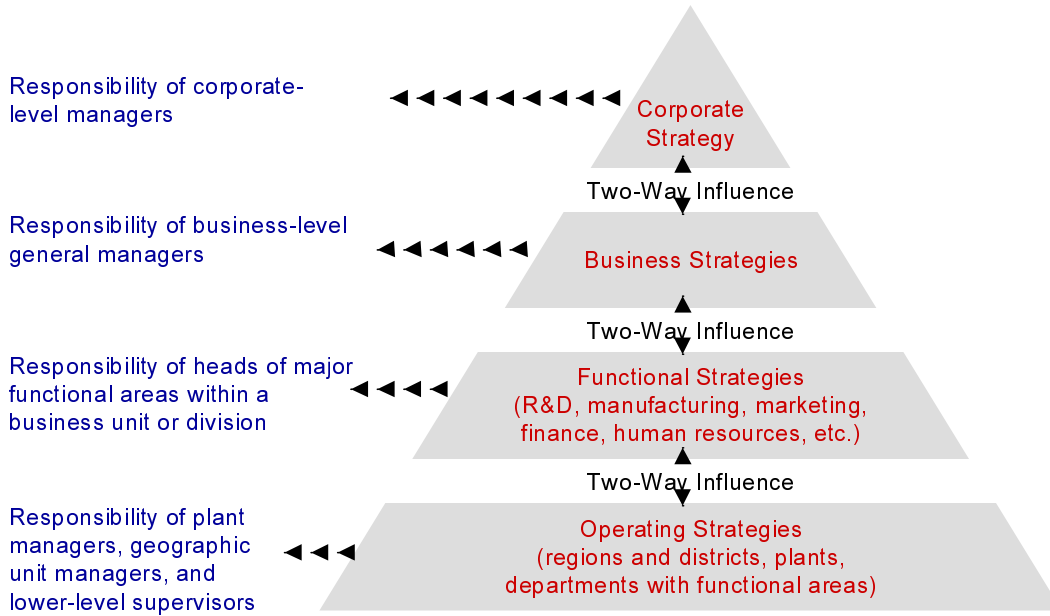 Responsibility of corporate-
level managers
Corporate
Strategy
Two-Way Influence
Responsibility of business-level
general managers
Business Strategies
Two-Way Influence
Responsibility of heads of major
functional areas within a
business unit or division
Functional Strategies
(R&D, manufacturing, marketing,
finance, human resources, etc.)
Two-Way Influence
Responsibility of plant
managers, geographic
unit managers, and
lower-level supervisors
Operating Strategies
(regions and districts, plants,
departments with functional areas)